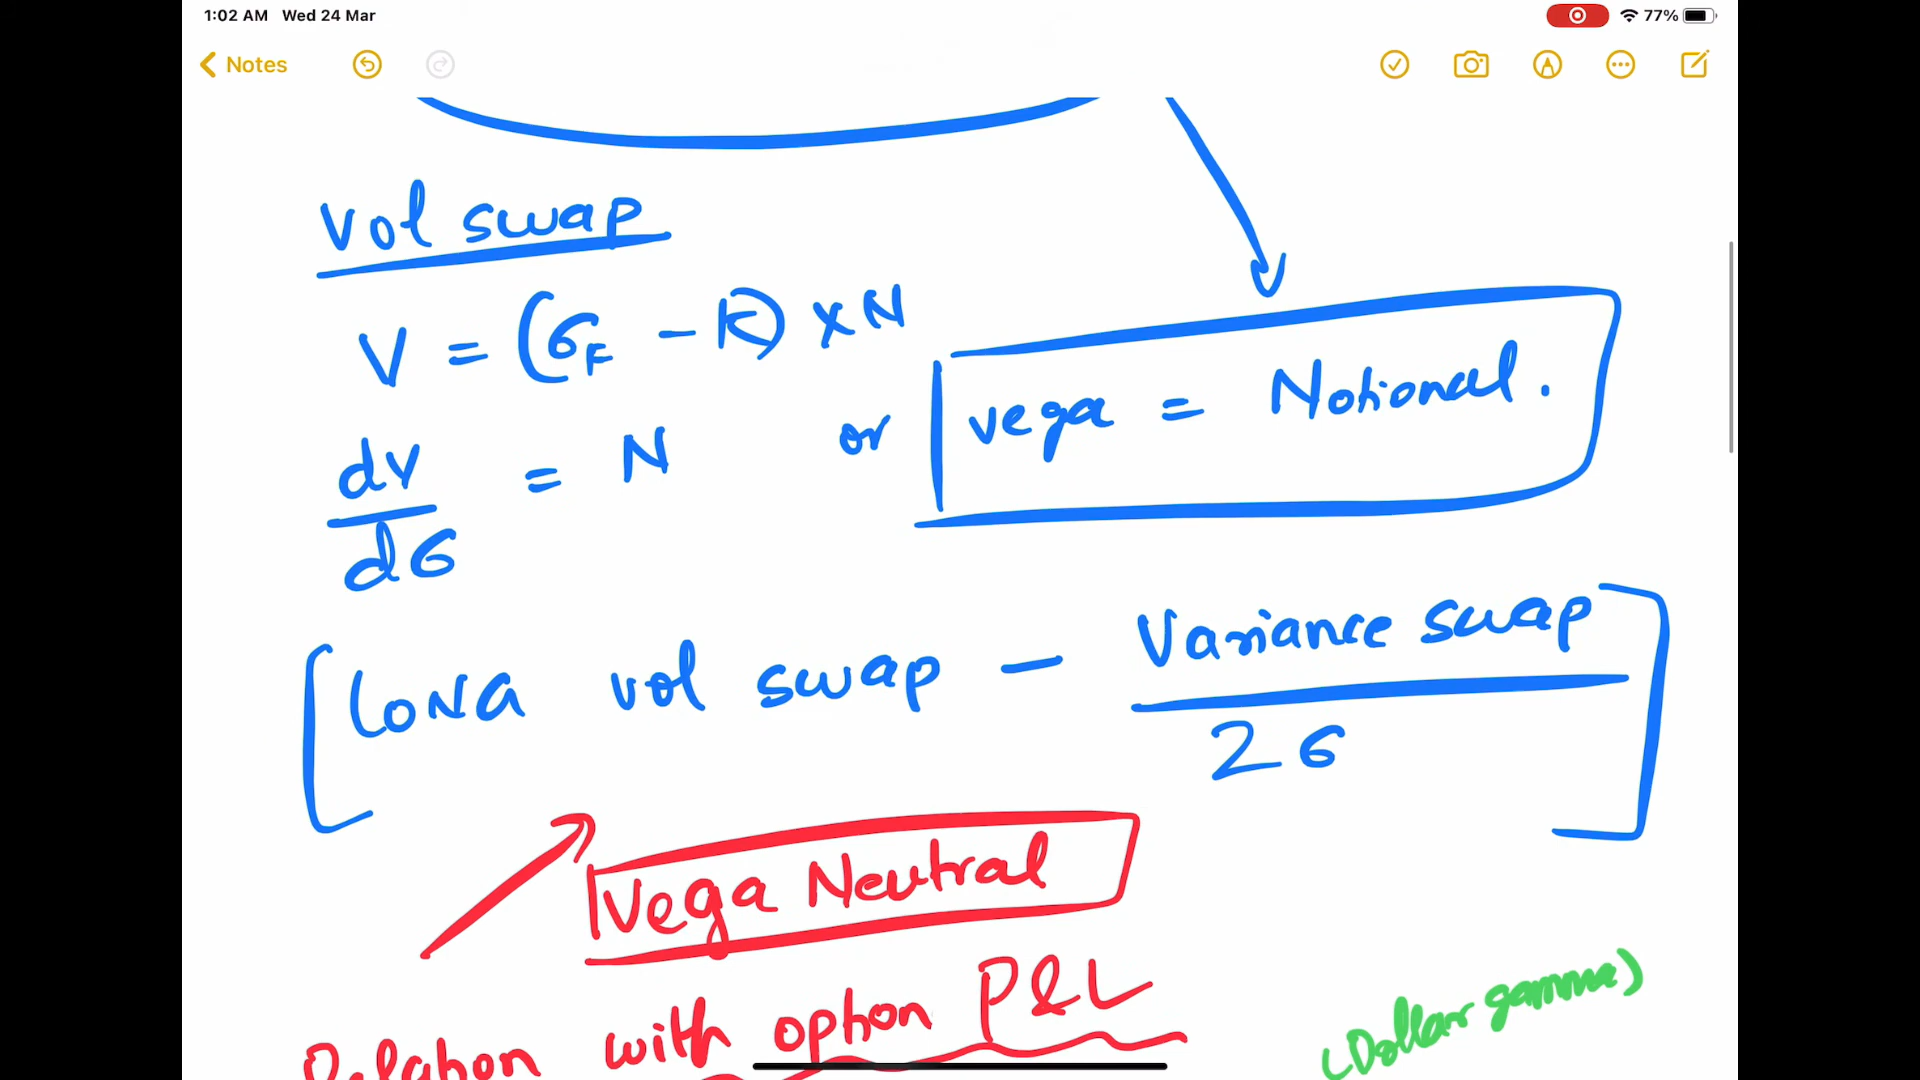 1:02 AM Wed 24 Mar 77%
Notes
Vol swap
V = (σF - K) x N
dV/dσ = N or vega = Notional.
Long vol swap - Variance swap / 2σ
Vega Neutral
Relation with option P&L
(Dollar gamma)